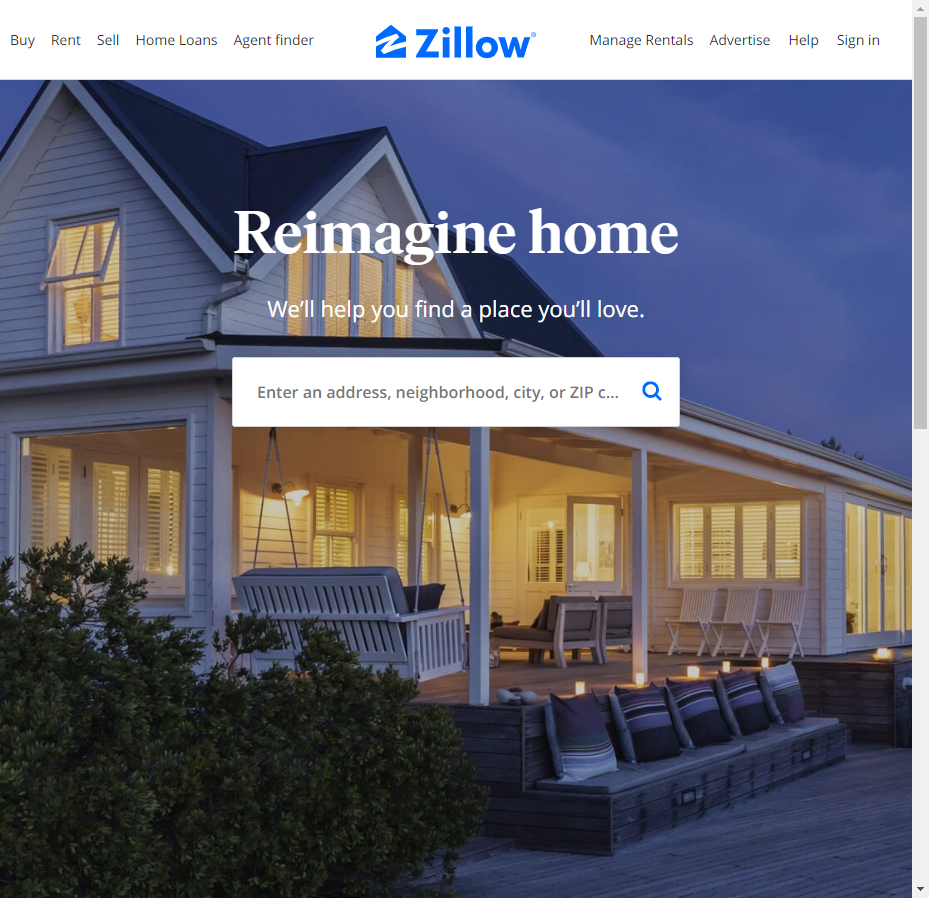 Buy Rent Sell Home Loans Agent finder Zillow® Manage Rentals Advertise Help Sign in
Reimagine home
We’ll help you find a place you’ll love.
Enter an address, neighborhood, city, or ZIP c...